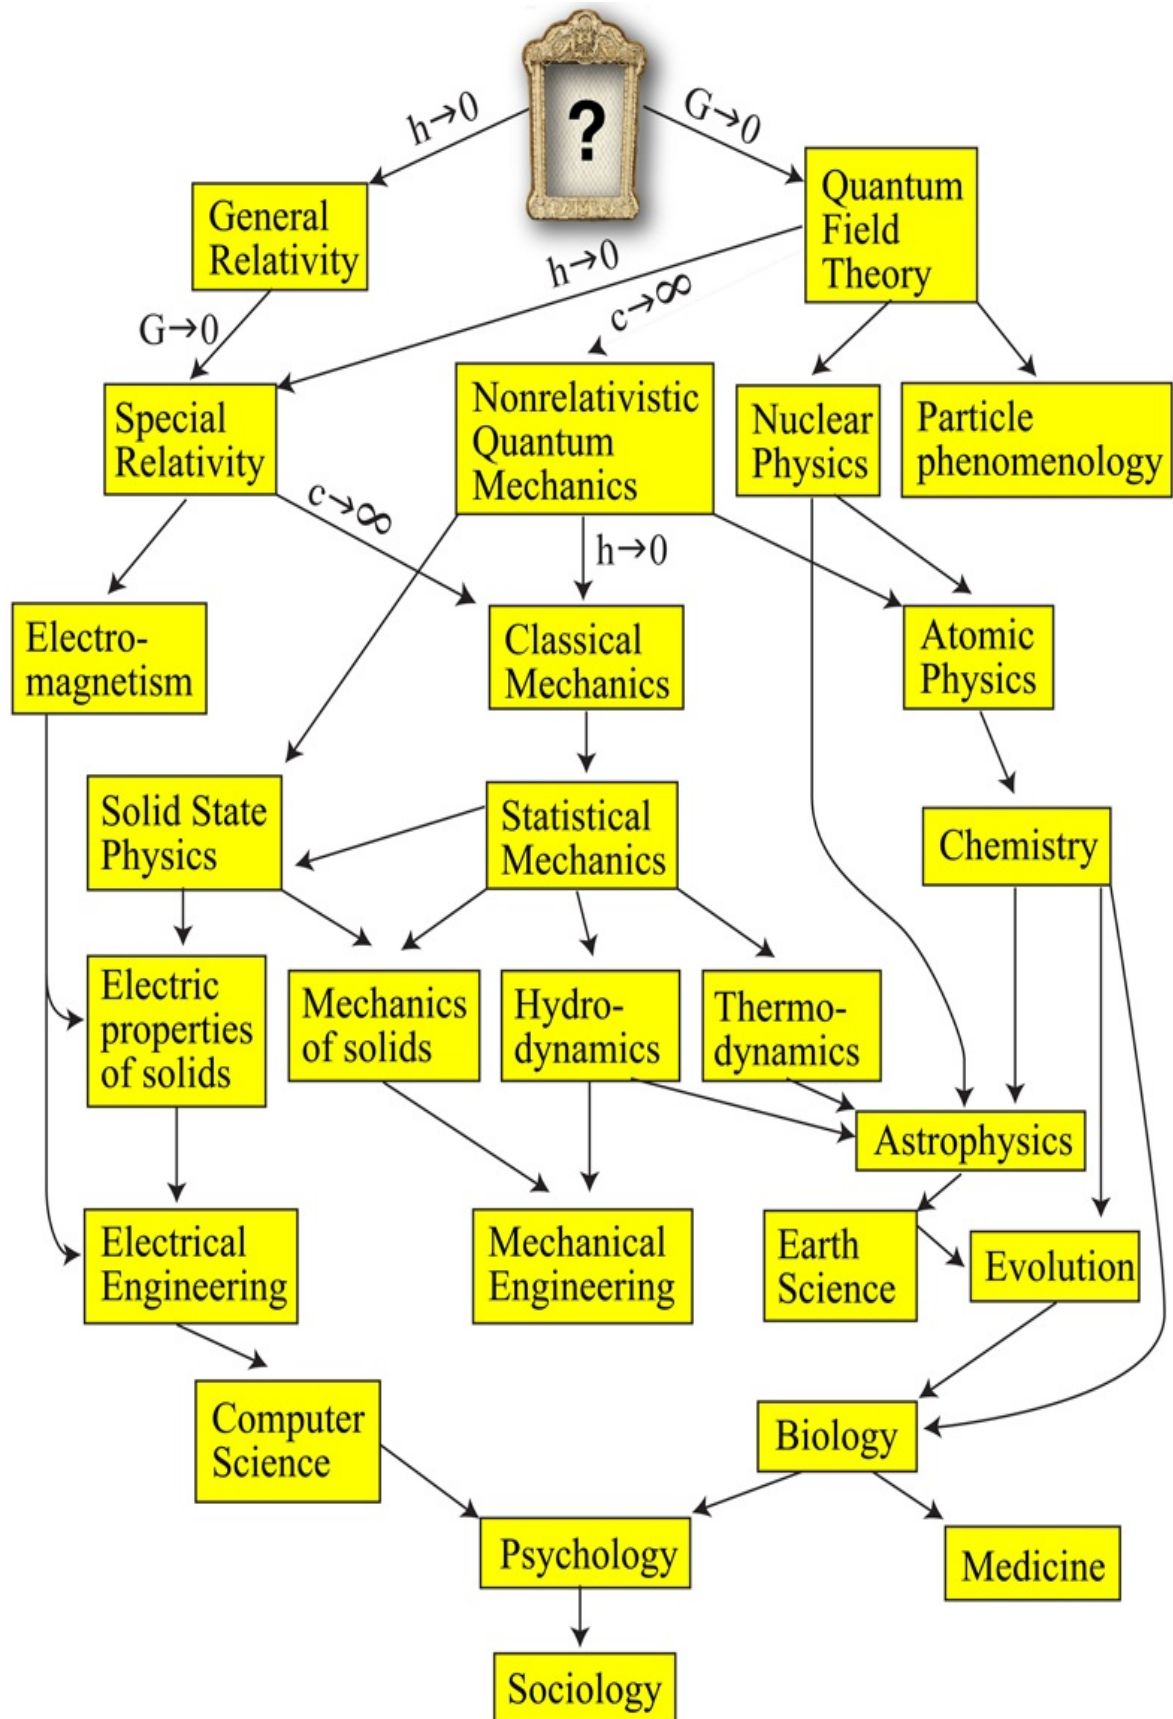 ?
h→0
G→0
General
Relativity
Quantum
Field
Theory
h→0
c→∞
G→0
Special
Relativity
Nonrelativistic
Quantum
Mechanics
Nuclear
Physics
Particle
phenomenology
c→∞
h→0
Electro-
magnetism
Classical
Mechanics
Atomic
Physics
Solid State
Physics
Statistical
Mechanics
Chemistry
Electric
properties
of solids
Mechanics
of solids
Hydro-
dynamics
Thermo-
dynamics
Astrophysics
Electrical
Engineering
Mechanical
Engineering
Earth
Science
Evolution
Computer
Science
Biology
Psychology
Medicine
Sociology